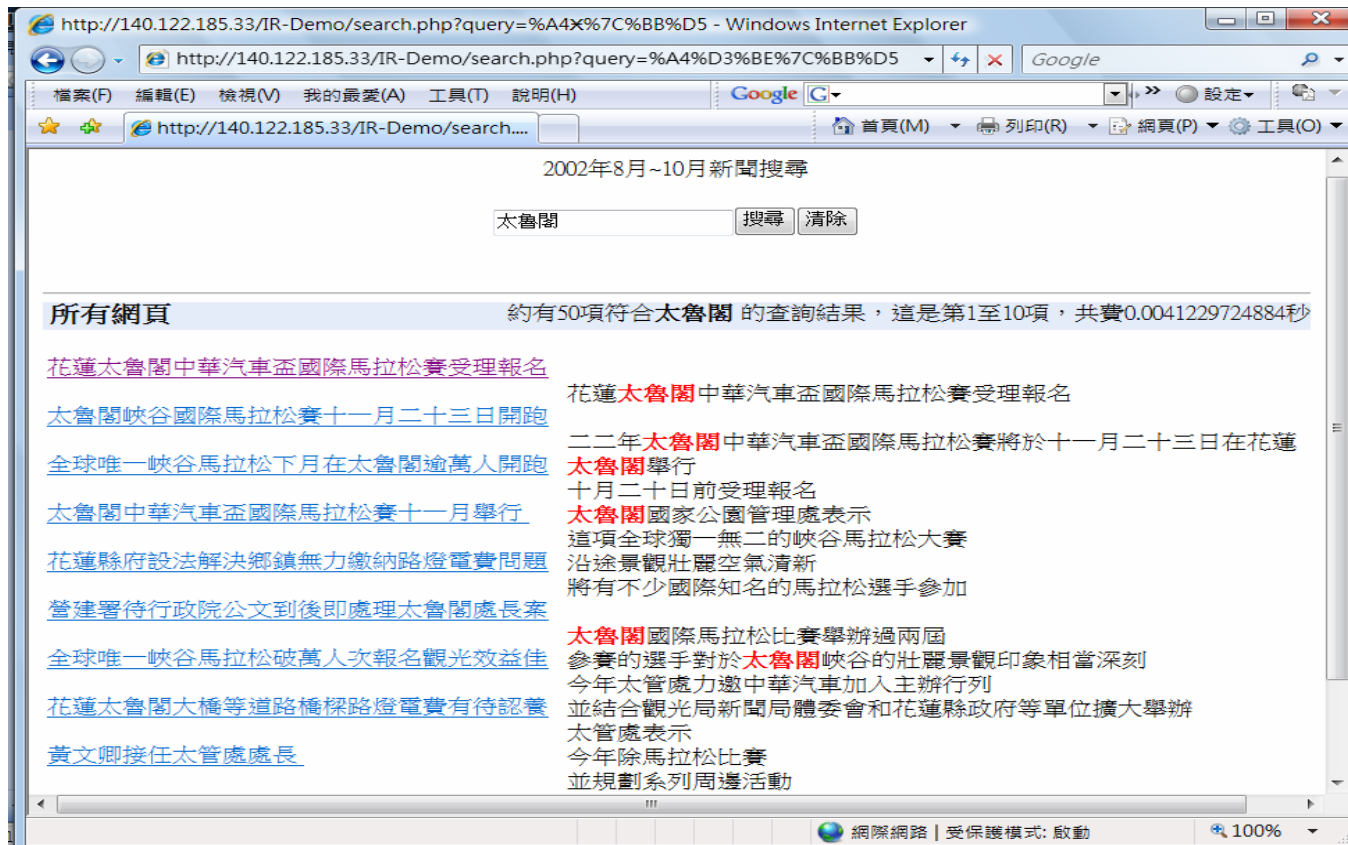 http://140.122.185.33/IR-Demo/search.php?query=%A4Ӿ%7C%BB%D5 - Windows Internet Explorer
http://140.122.185.33/IR-Demo/search.php?query=%A4%D3%BE%7C%BB%D5
Google
檔案(F) 編輯(E) 檢視(V) 我的最愛(A) 工具(T) 說明(H)
Google G 設定
http://140.122.185.33/IR-Demo/search....
首頁(M) 列印(R) 網頁(P) 工具(O)
2002年8月~10月新聞搜尋
太魯閣 搜尋 清除
所有網頁 約有50項符合太魯閣 的查詢結果，這是第1至10項，共費0.0041229724884秒
花蓮太魯閣中華汽車盃國際馬拉松賽受理報名
太魯閣峽谷國際馬拉松賽十一月二十三日開跑
全球唯一峽谷馬拉松下月在太魯閣逾萬人開跑
太魯閣中華汽車盃國際馬拉松賽十一月舉行
花蓮縣府設法解決鄉鎮無力繳納路燈電費問題
營建署待行政院公文到後即處理太魯閣處長案
全球唯一峽谷馬拉松破萬人次報名觀光效益佳
花蓮太魯閣大橋等道路橋樑路燈電費有待認養
黃文卿接任太管處處長
花蓮太魯閣中華汽車盃國際馬拉松賽受理報名
二二年太魯閣中華汽車盃國際馬拉松賽將於十一月二十三日在花蓮
太魯閣舉行
十月二十日前受理報名
太魯閣國家公園管理處表示
這項全球獨一無二的峽谷馬拉松大賽
沿途景觀壯麗空氣清新
將有不少國際知名的馬拉松選手參加
太魯閣國際馬拉松比賽舉辦過兩屆
參賽的選手對於太魯閣峽谷的壯麗景觀印象相當深刻
今年太管處力邀中華汽車加入主辦行列
並結合觀光局新聞局體委會和花蓮縣政府等單位擴大舉辦
太管處表示
今年除馬拉松比賽
並規劃系列周邊活動
網際網路 | 受保護模式: 啟動 100%